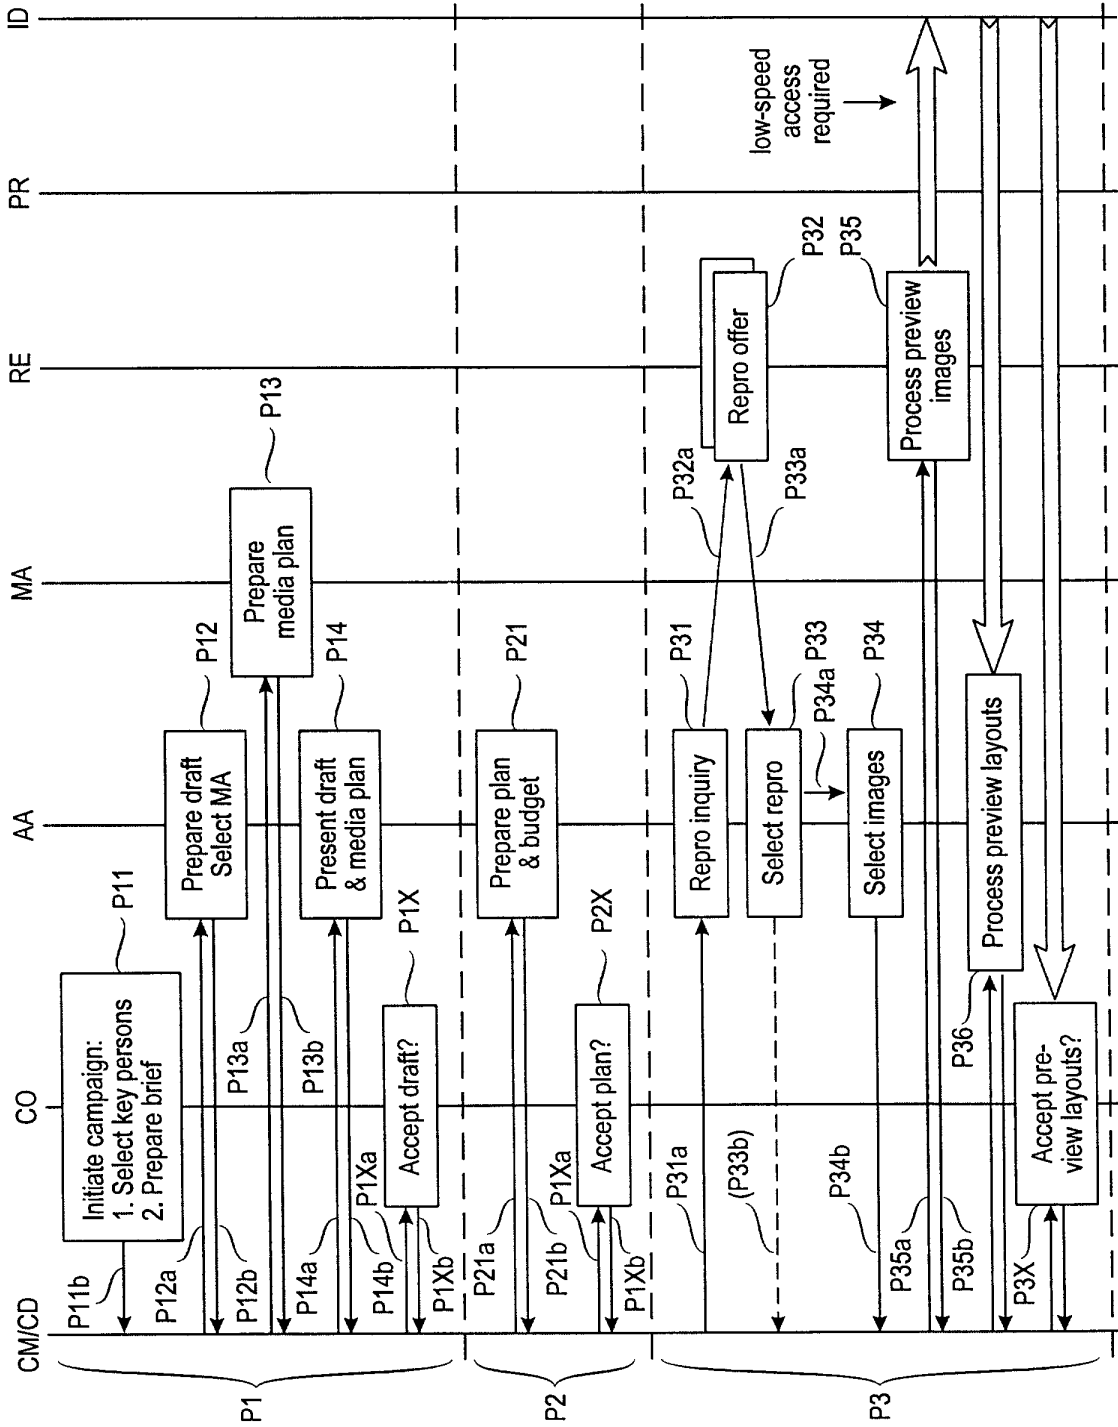 CM/CD
CO
AA
MA
RE
PR
ID
P1
Initiate campaign:
1. Select key persons
2. Prepare brief
P11
P11b
Prepare draft
Select MA
P12
P12a
P12b
Prepare
media plan
P13
P13a
P13b
Present draft
& media plan
P14
P14a
P14b
Accept draft?
P1X
P1Xa
P1Xb
P2
Prepare plan
& budget
P21
P21a
P21b
Accept plan?
P2X
P1Xa
P1Xb
P3
Repro inquiry
P31
P31a
P32a
Repro offer
P32
P33a
Select repro
P33
(P33b)
P34a
Select images
P34
P34b
Process preview
images
P35
P35a
P35b
low-speed
access
required
Process preview layouts
P36
Accept pre-
view layouts?
P3X